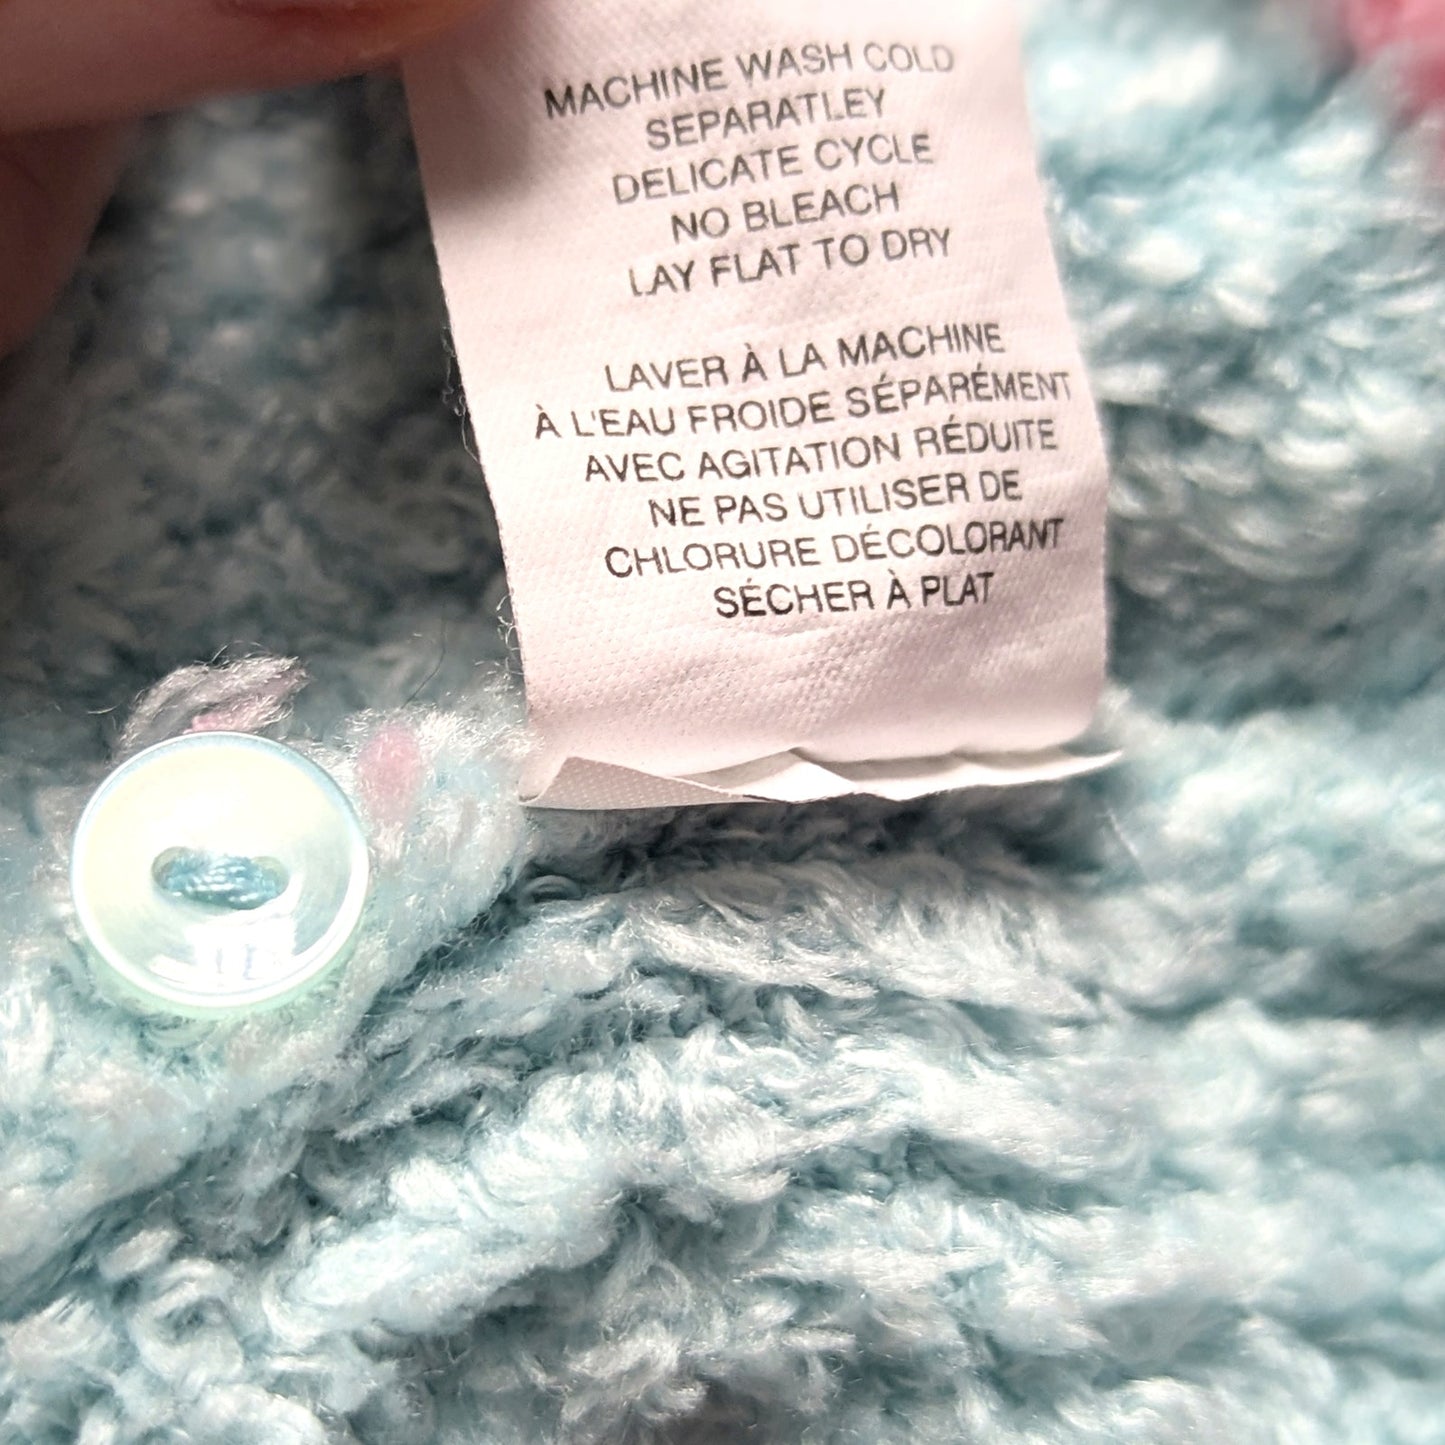 MACHINE WASH COLD
SEPARATLEY
DELICATE CYCLE
NO BLEACH
LAY FLAT TO DRY
LAVER À LA MACHINE
À L'EAU FROIDE SÉPARÉMENT
AVEC AGITATION RÉDUITE
NE PAS UTILISER DE
CHLORURE DÉCOLORANT
SÉCHER À PLAT